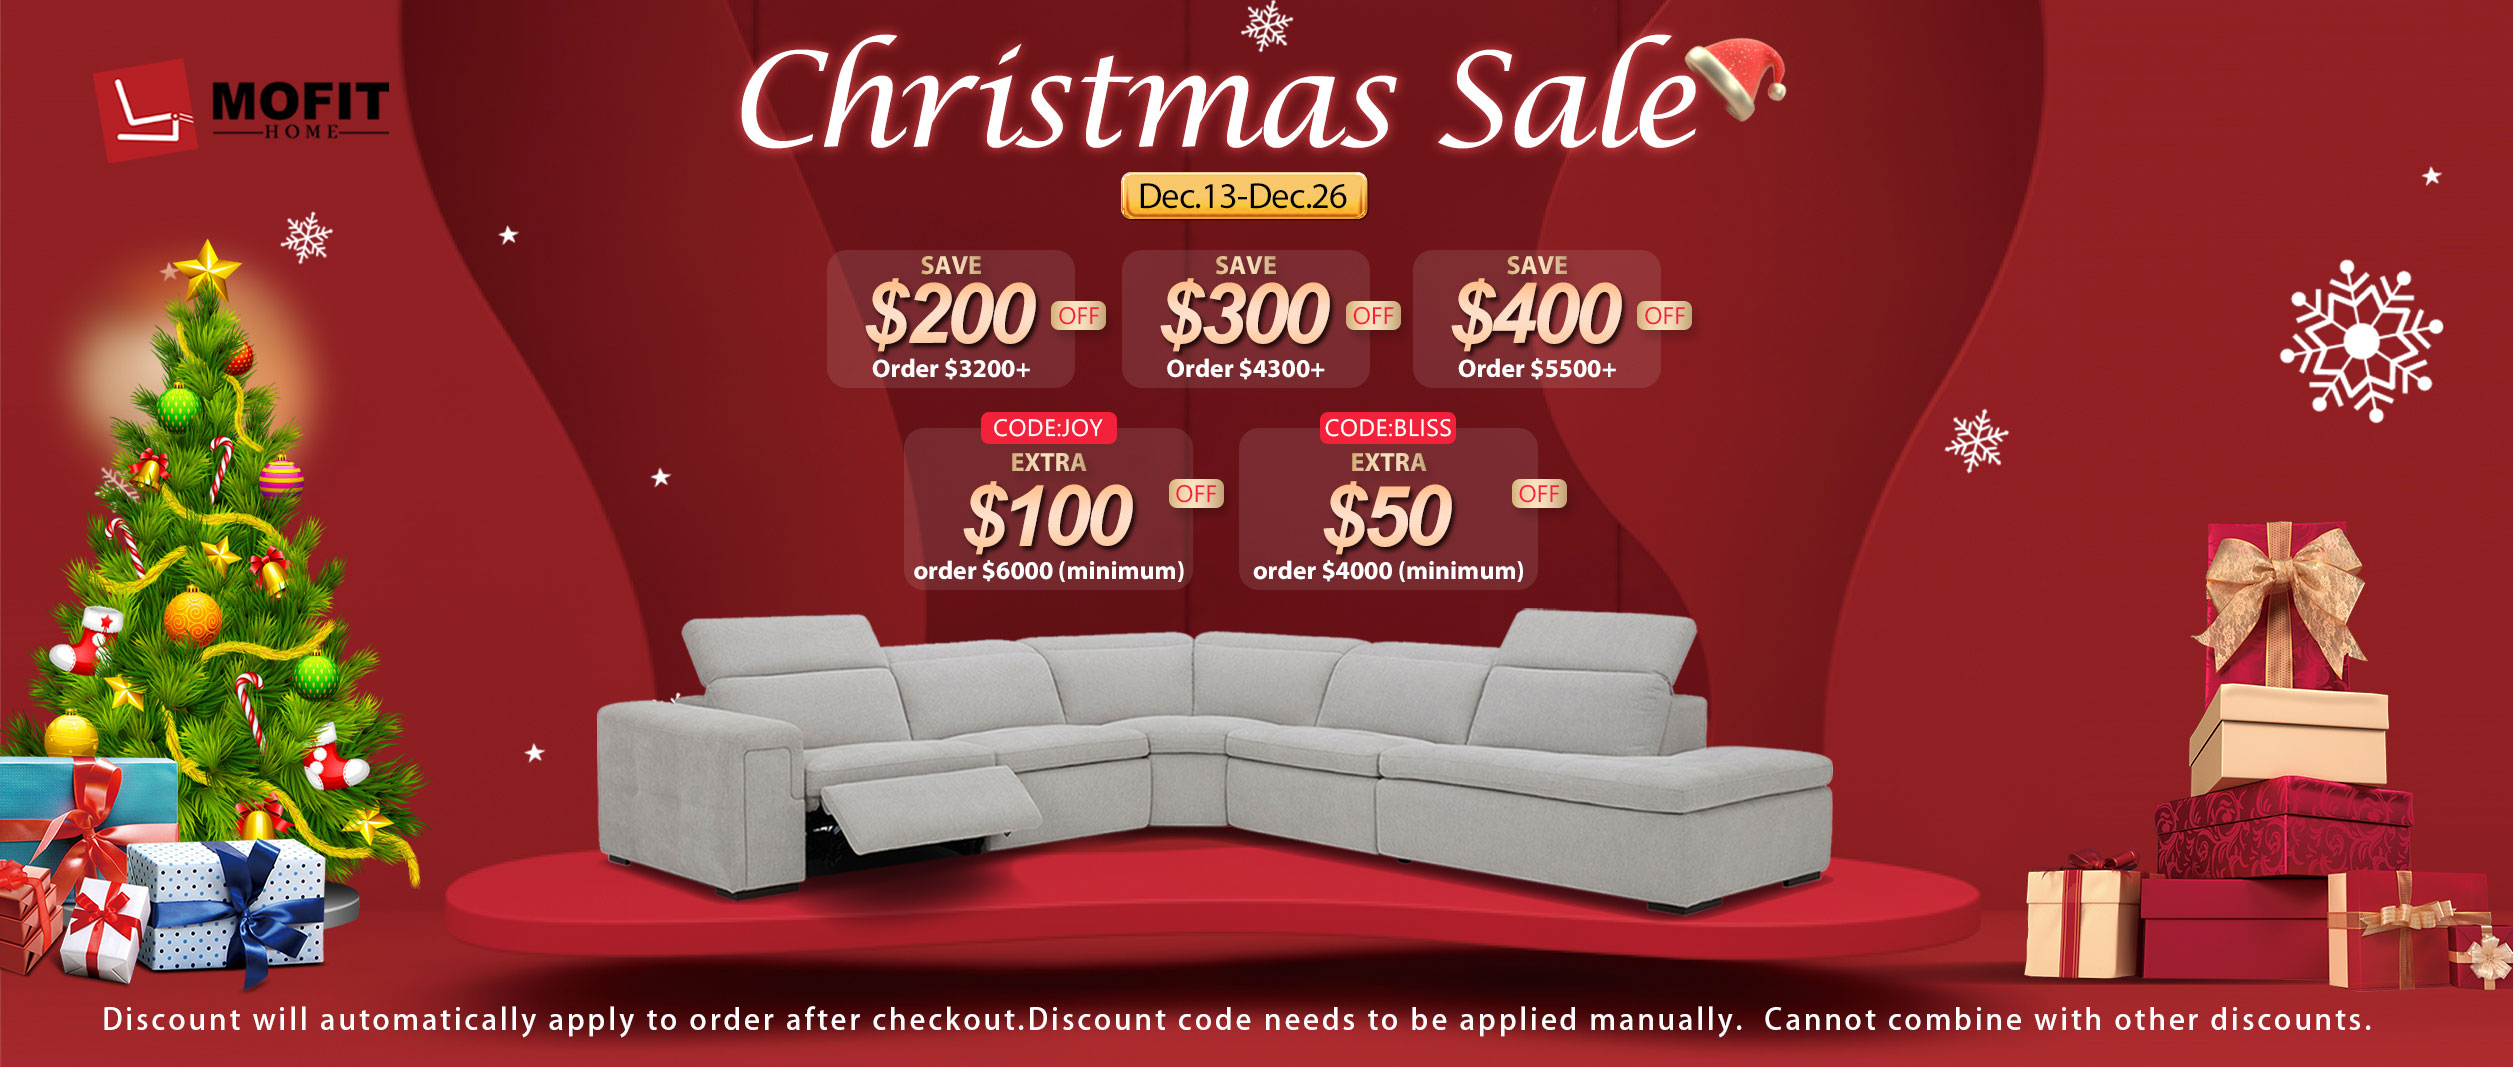 MOFIT
HOME
Christmas Sale
Dec.13-Dec.26
SAVE
$200 OFF
Order $3200+
SAVE
$300 OFF
Order $4300+
SAVE
$400 OFF
Order $5500+
CODE:JOY
EXTRA
$100 OFF
order $6000 (minimum)
CODE:BLISS
EXTRA
$50 OFF
order $4000 (minimum)
Discount will automatically apply to order after checkout.Discount code needs to be applied manually. Cannot combine with other discounts.